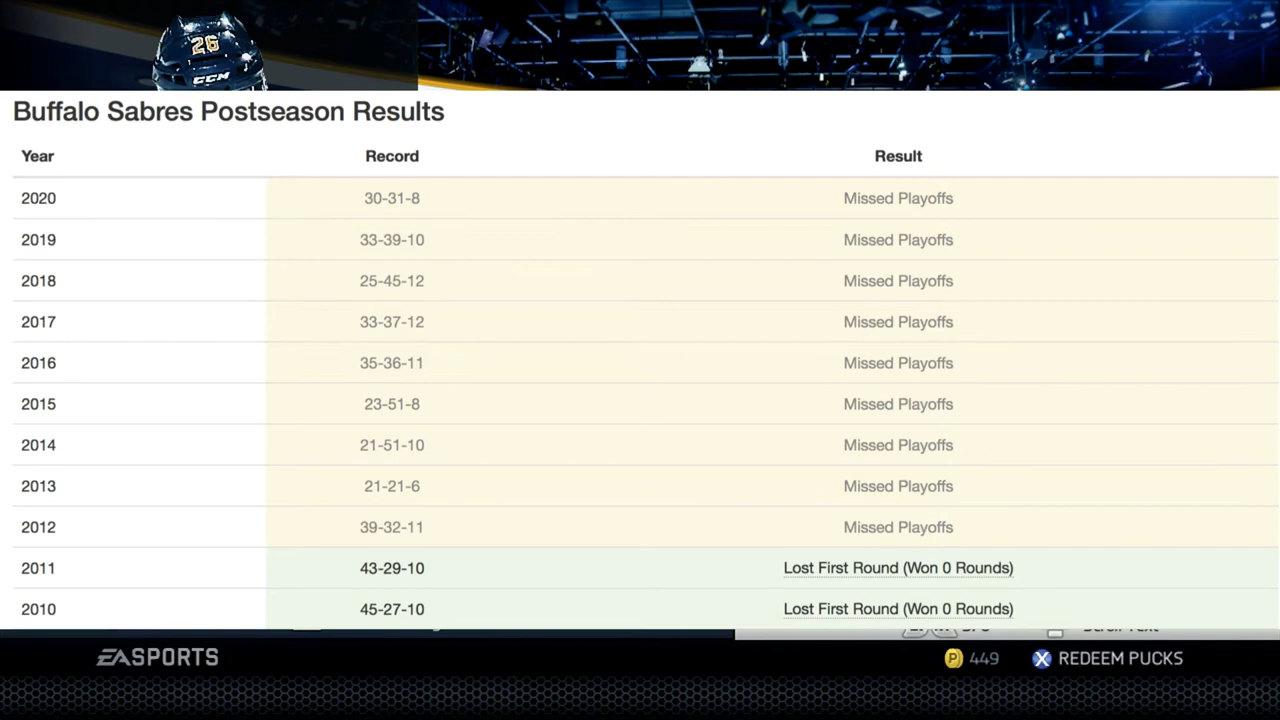 26
CCM
Buffalo Sabres Postseason Results
Year Record Result
2020 30-31-8 Missed Playoffs
2019 33-39-10 Missed Playoffs
2018 25-45-12 Missed Playoffs
2017 33-37-12 Missed Playoffs
2016 35-36-11 Missed Playoffs
2015 23-51-8 Missed Playoffs
2014 21-51-10 Missed Playoffs
2013 21-21-6 Missed Playoffs
2012 39-32-11 Missed Playoffs
2011 43-29-10 Lost First Round (Won 0 Rounds)
2010 45-27-10 Lost First Round (Won 0 Rounds)
EA SPORTS P 449 X REDEEM PUCKS